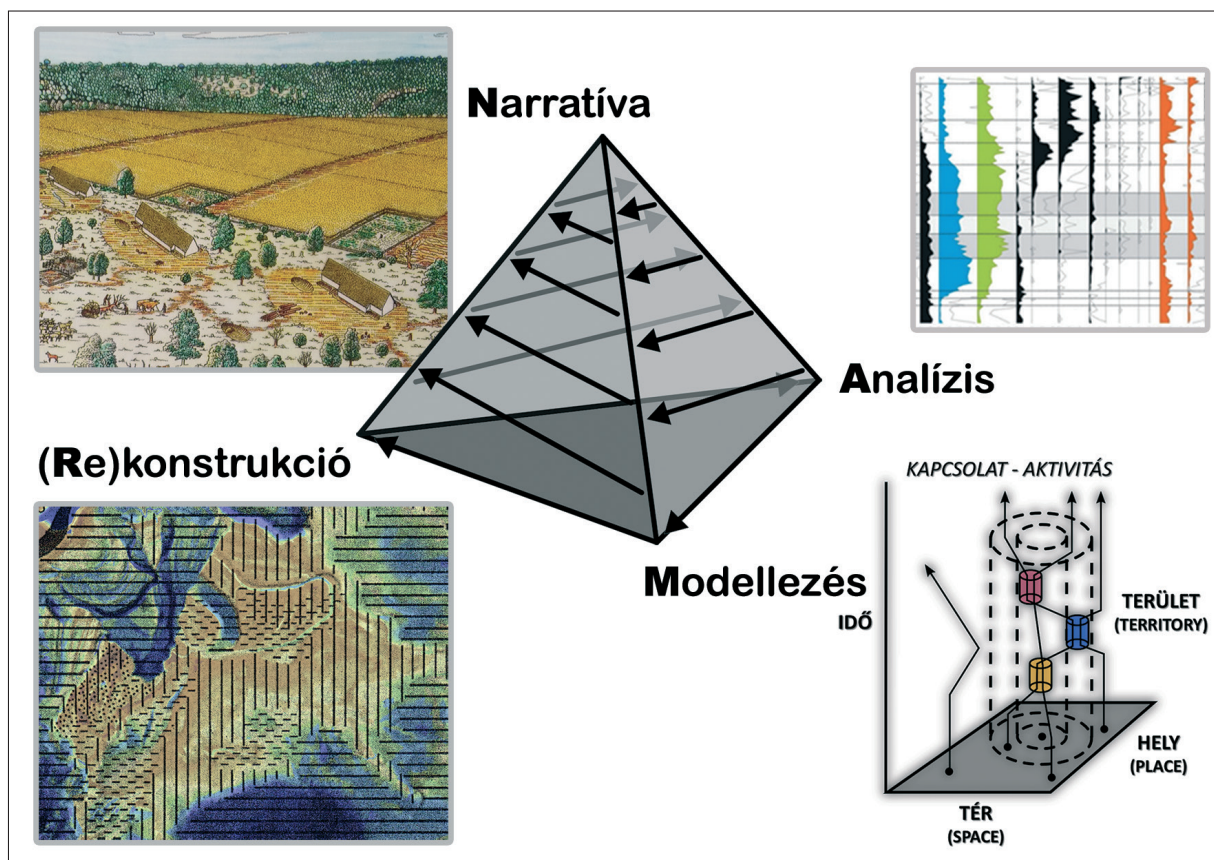 Narratíva
Analízis
(Re)konstrukció
Modellezés
KAPCSOLAT - AKTIVITÁS
IDŐ
TERÜLET
(TERRITORY)
HELY
(PLACE)
TÉR
(SPACE)